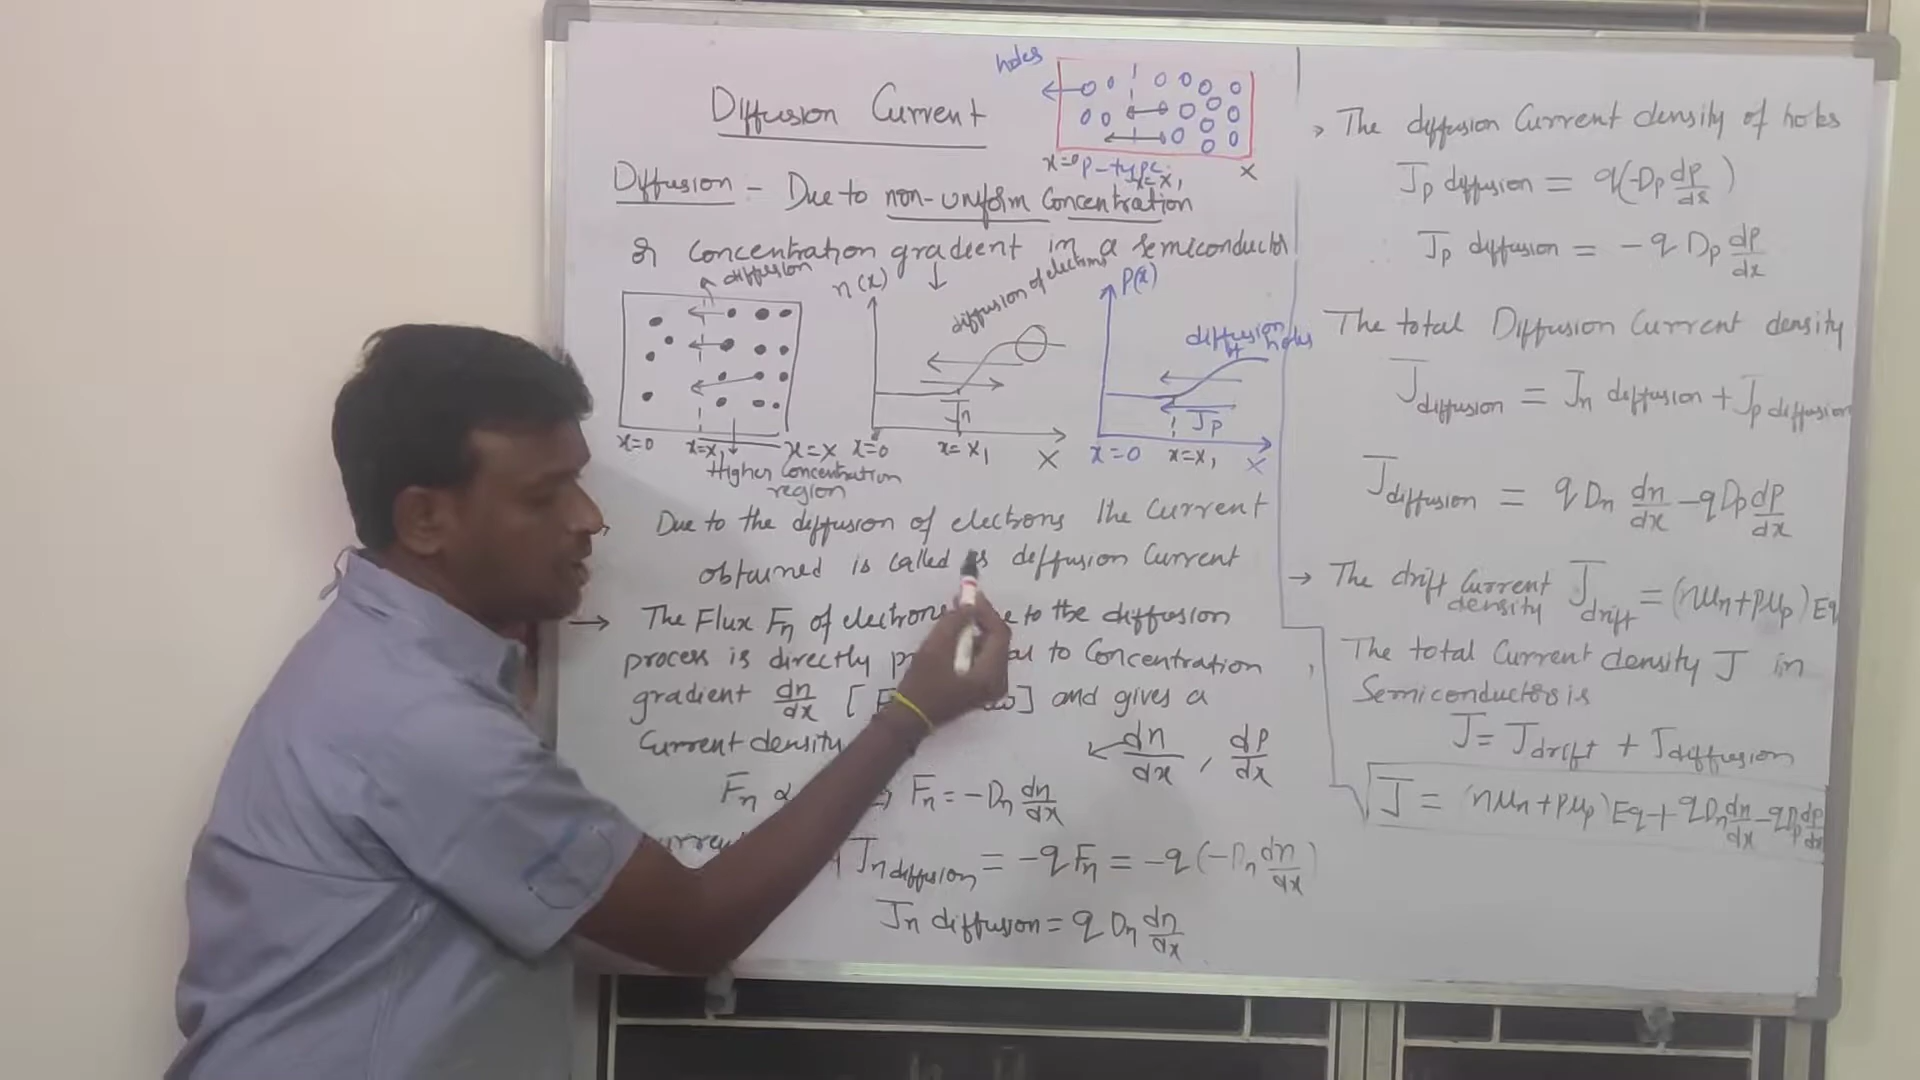 Diffusion Current
holes
x=0 p-type x=x₁ x
Diffusion - Due to non-uniform Concentration
or concentration gradient in a semiconductor
diffusion
x=0 x=x₁ x=x
Higher Concentration
region
n(x)
diffusion of electrons
Jn
x=0 x=x₁ x
P(x)
diffusion
of holes
Jp
x=0 x=x₁ x
Due to the diffusion of electrons the Current
obtained is called as diffusion Current
→ The Flux Fn of electrons to the diffusion
process is directly to Concentration
gradient dn/dx [ ] and gives a
Current density
dn/dx , dp/dx
Fn α Fn = -Dn dn/dx
Jn diffusion = -q Fn = -q (-Dn dn/dx)
Jn diffusion = q Dn dn/dx
> The diffusion Current density of holes
Jp diffusion = q(-Dp dp/dx)
Jp diffusion = - q Dp dp/dx
The total Diffusion Current density
Jdiffusion = Jn diffusion + Jp diffusion
Jdiffusion = q Dn dn/dx - q Dp dp/dx
→ The drift Current density Jdrift = (nμn+pμp)Eq
The total Current density J in
Semiconductor is
J = Jdrift + Jdiffusion
J = (nμn+pμp)Eq + qDn dn/dx - qDp dp/dx